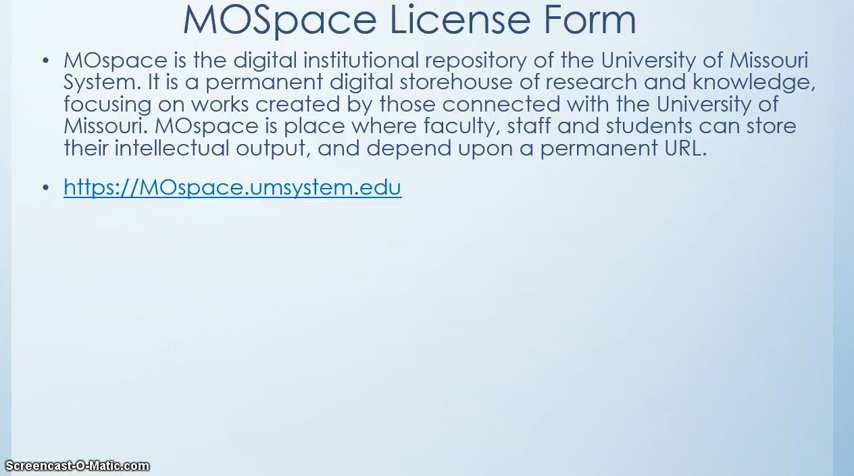 MOSpace License Form
• MOspace is the digital institutional repository of the University of Missouri
System. It is a permanent digital storehouse of research and knowledge,
focusing on works created by those connected with the University of
Missouri. MOspace is place where faculty, staff and students can store
their intellectual output, and depend upon a permanent URL.
• https://MOspace.umsystem.edu
Screencast-O-Matic.com